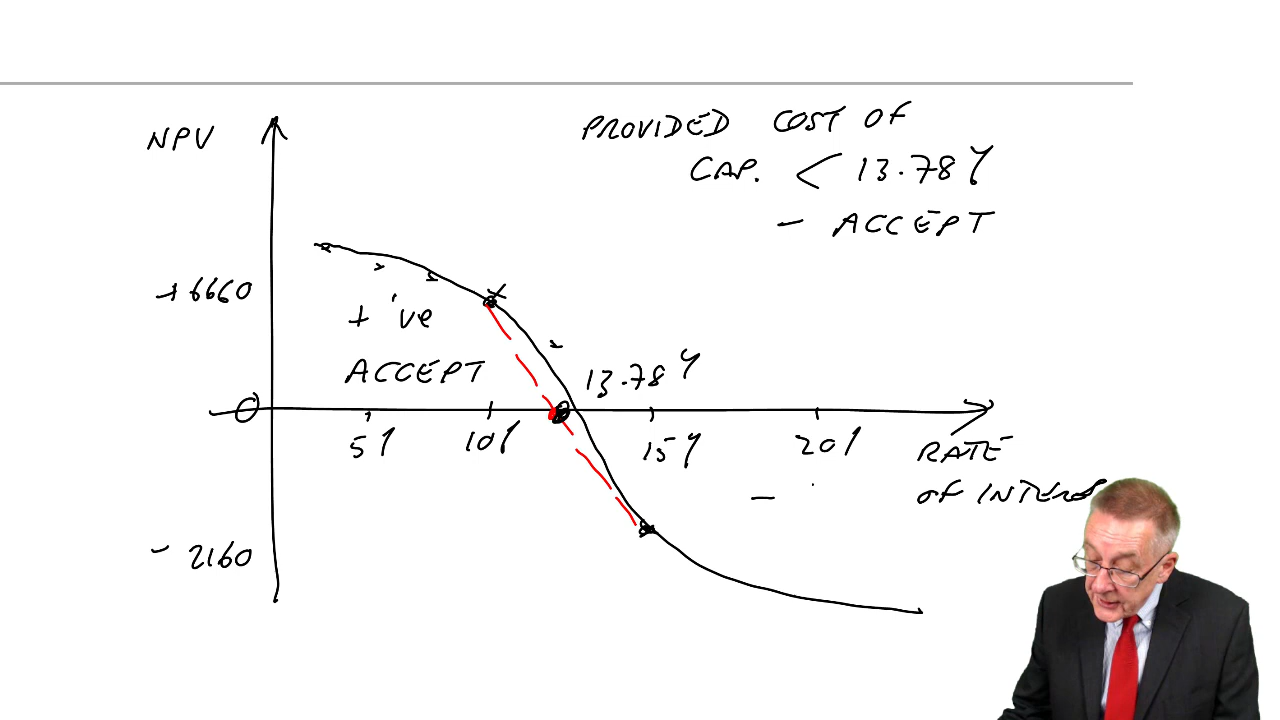 NPV
PROVIDED COST OF
CAP. < 13.78%
- ACCEPT
+6660
+'ve
ACCEPT
13.78%
0
5%
10%
15%
20%
RATE
OF
-
- 2160